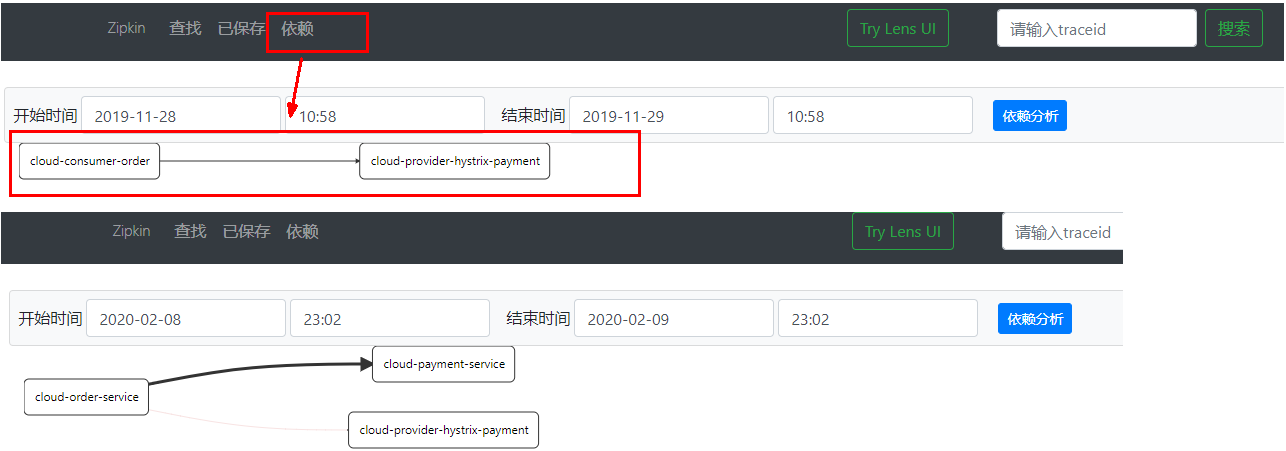 Zipkin 查找 已保存 依赖 Try Lens UI 请输入traceid 搜索
开始时间 2019-11-28 10:58 结束时间 2019-11-29 10:58 依赖分析
cloud-consumer-order cloud-provider-hystrix-payment
Zipkin 查找 已保存 依赖 Try Lens UI 请输入traceid
开始时间 2020-02-08 23:02 结束时间 2020-02-09 23:02 依赖分析
cloud-payment-service
cloud-order-service
cloud-provider-hystrix-payment